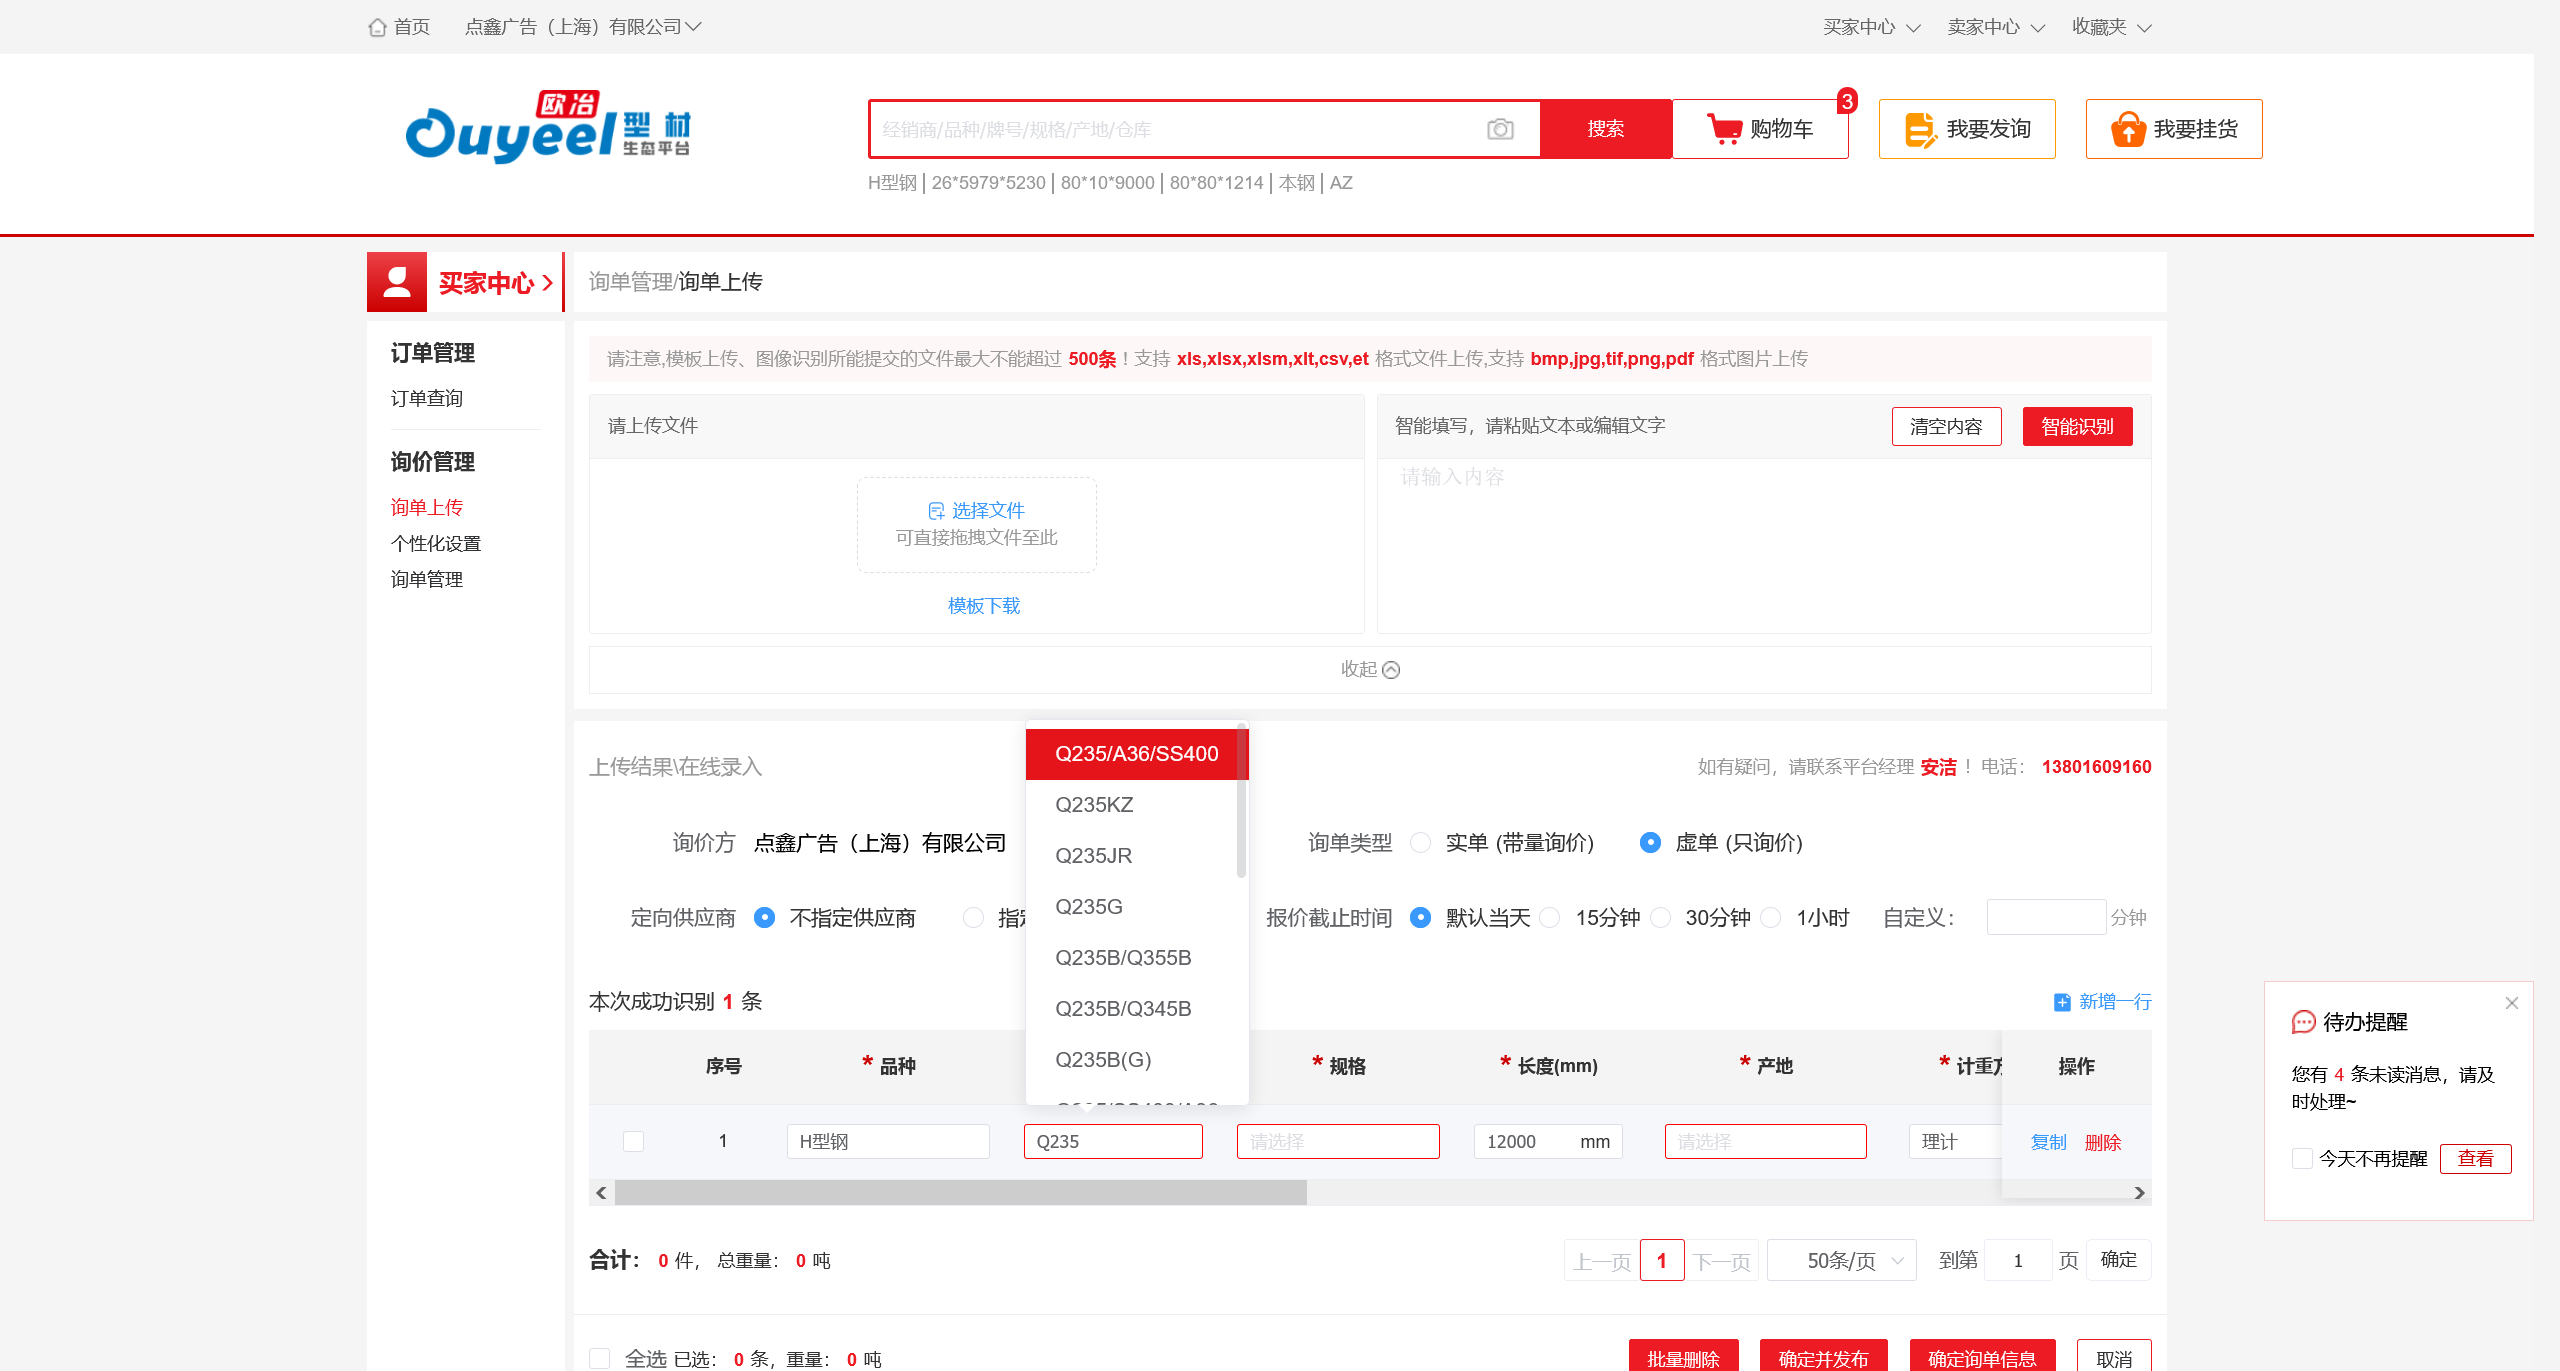 首页 点鑫广告（上海）有限公司 买家中心 卖家中心 收藏夹
欧冶 Ouyeel 型材 生态平台
经销商/品种/牌号/规格/产地/仓库 搜索 购物车 3 我要发询 我要挂货
H型钢 | 26*5979*5230 | 80*10*9000 | 80*80*1214 | 本钢 | AZ
买家中心 询单管理/询单上传
订单管理
订单查询
询价管理
询单上传
个性化设置
询单管理
请注意,模板上传、图像识别所能提交的文件最大不能超过 500条！支持 xls,xlsx,xlsm,xlt,csv,et 格式文件上传,支持 bmp,jpg,tif,png,pdf 格式图片上传
请上传文件
选择文件
可直接拖拽文件至此
模板下载
智能填写，请粘贴文本或编辑文字 清空内容 智能识别
请输入内容
收起
上传结果\在线录入 如有疑问，请联系平台经理 安洁！电话： 13801609160
询价方 点鑫广告（上海）有限公司 询单类型 实单 (带量询价) 虚单 (只询价)
定向供应商 不指定供应商 指定 报价截止时间 默认当天 15分钟 30分钟 1小时 自定义： 分钟
Q235/A36/SS400
Q235KZ
Q235JR
Q235G
Q235B/Q355B
Q235B/Q345B
Q235B(G)
本次成功识别 1 条 新增一行
序号 * 品种 * 规格 * 长度(mm) * 产地 * 计重方 操作
1 H型钢 Q235 请选择 12000 mm 请选择 理计 复制 删除
合计： 0 件， 总重量： 0 吨 上一页 1 下一页 50条/页 到第 1 页 确定
全选 已选： 0 条，重量： 0 吨 批量删除 确定并发布 确定询单信息 取消
待办提醒
您有 4 条未读消息，请及
时处理~
今天不再提醒 查看